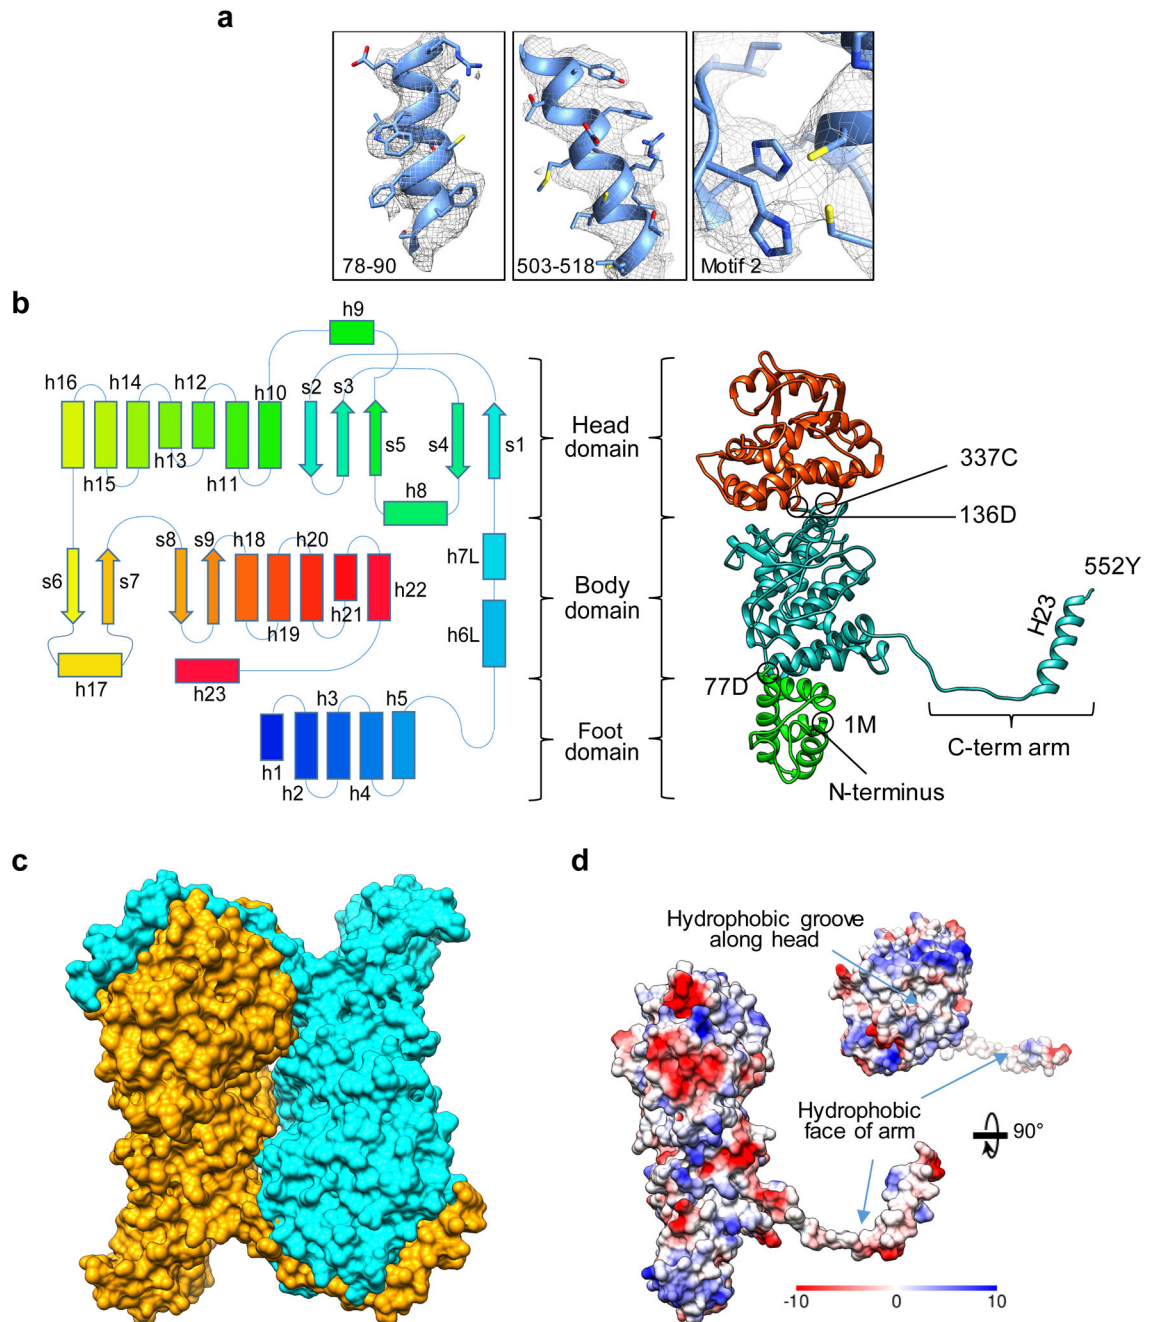 a
78-90
503-518
Motif 2
b
h9
h16
h14
h12
h10
s2
s3
s5
s4
s1
h13
h15
h11
h8
Head
domain
337C
136D
s8
s9
h18
h20
h7L
s6
s7
h22
h21
h19
h6L
Body
domain
552Y
H23
h17
h23
77D
1M
C-term arm
h3
h5
Foot
domain
h1
h2
h4
N-terminus
c
d
Hydrophobic groove
along head
Hydrophobic
face of arm
90°
-10
0
10